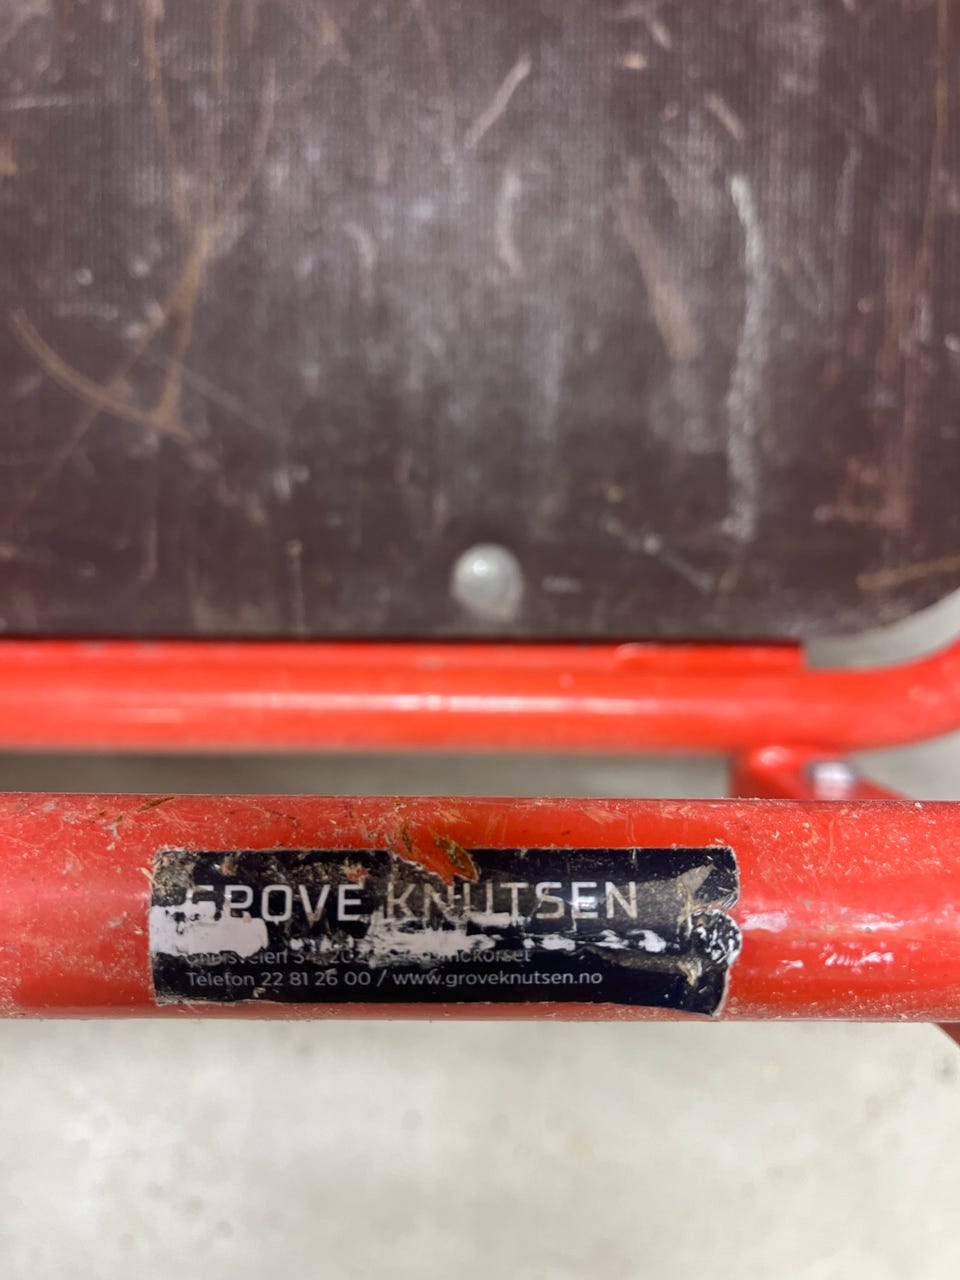 GROVE KNUTSEN
Telefon 22 81 26 00 / www.groveknutsen.no